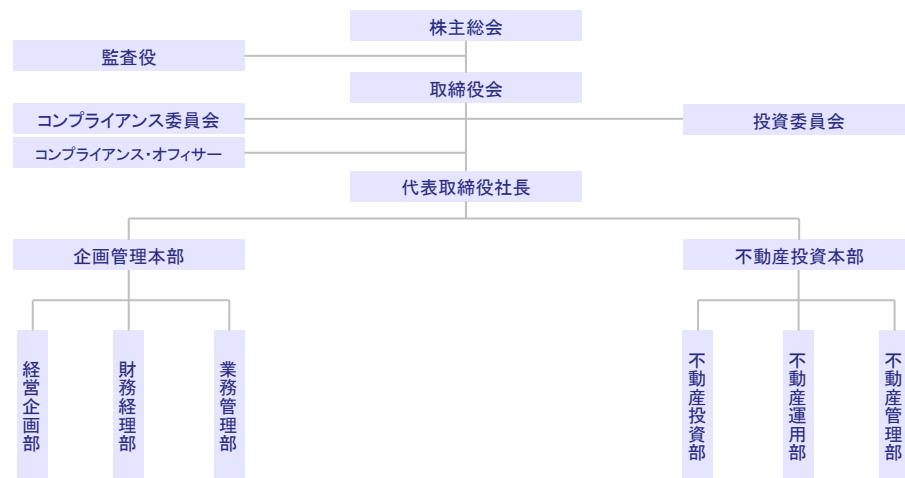 株主総会
監査役
取締役会
コンプライアンス委員会
投資委員会
コンプライアンス・オフィサー
代表取締役社長
企画管理本部
不動産投資本部
経営企画部
財務経理部
業務管理部
不動産投資部
不動産運用部
不動産管理部